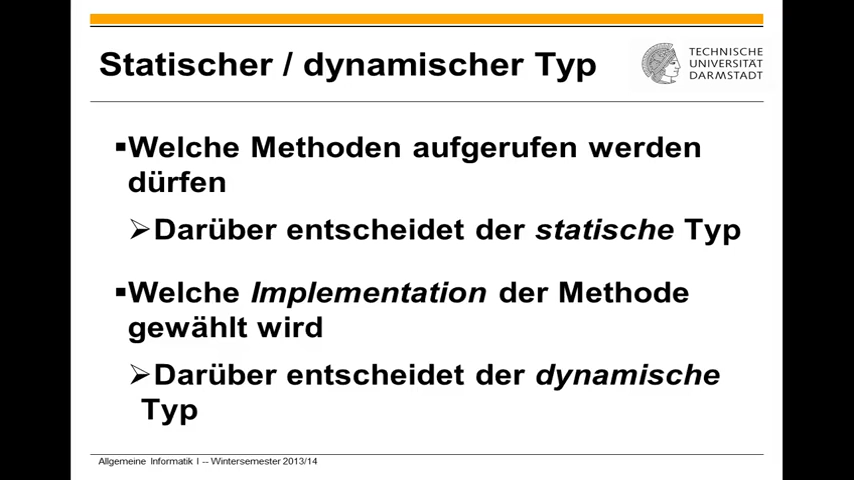 Statischer / dynamischer Typ
TECHNISCHE
UNIVERSITÄT
DARMSTADT
▪Welche Methoden aufgerufen werden
dürfen
➢Darüber entscheidet der statische Typ
▪Welche Implementation der Methode
gewählt wird
➢Darüber entscheidet der dynamische
Typ
Allgemeine Informatik I -- Wintersemester 2013/14